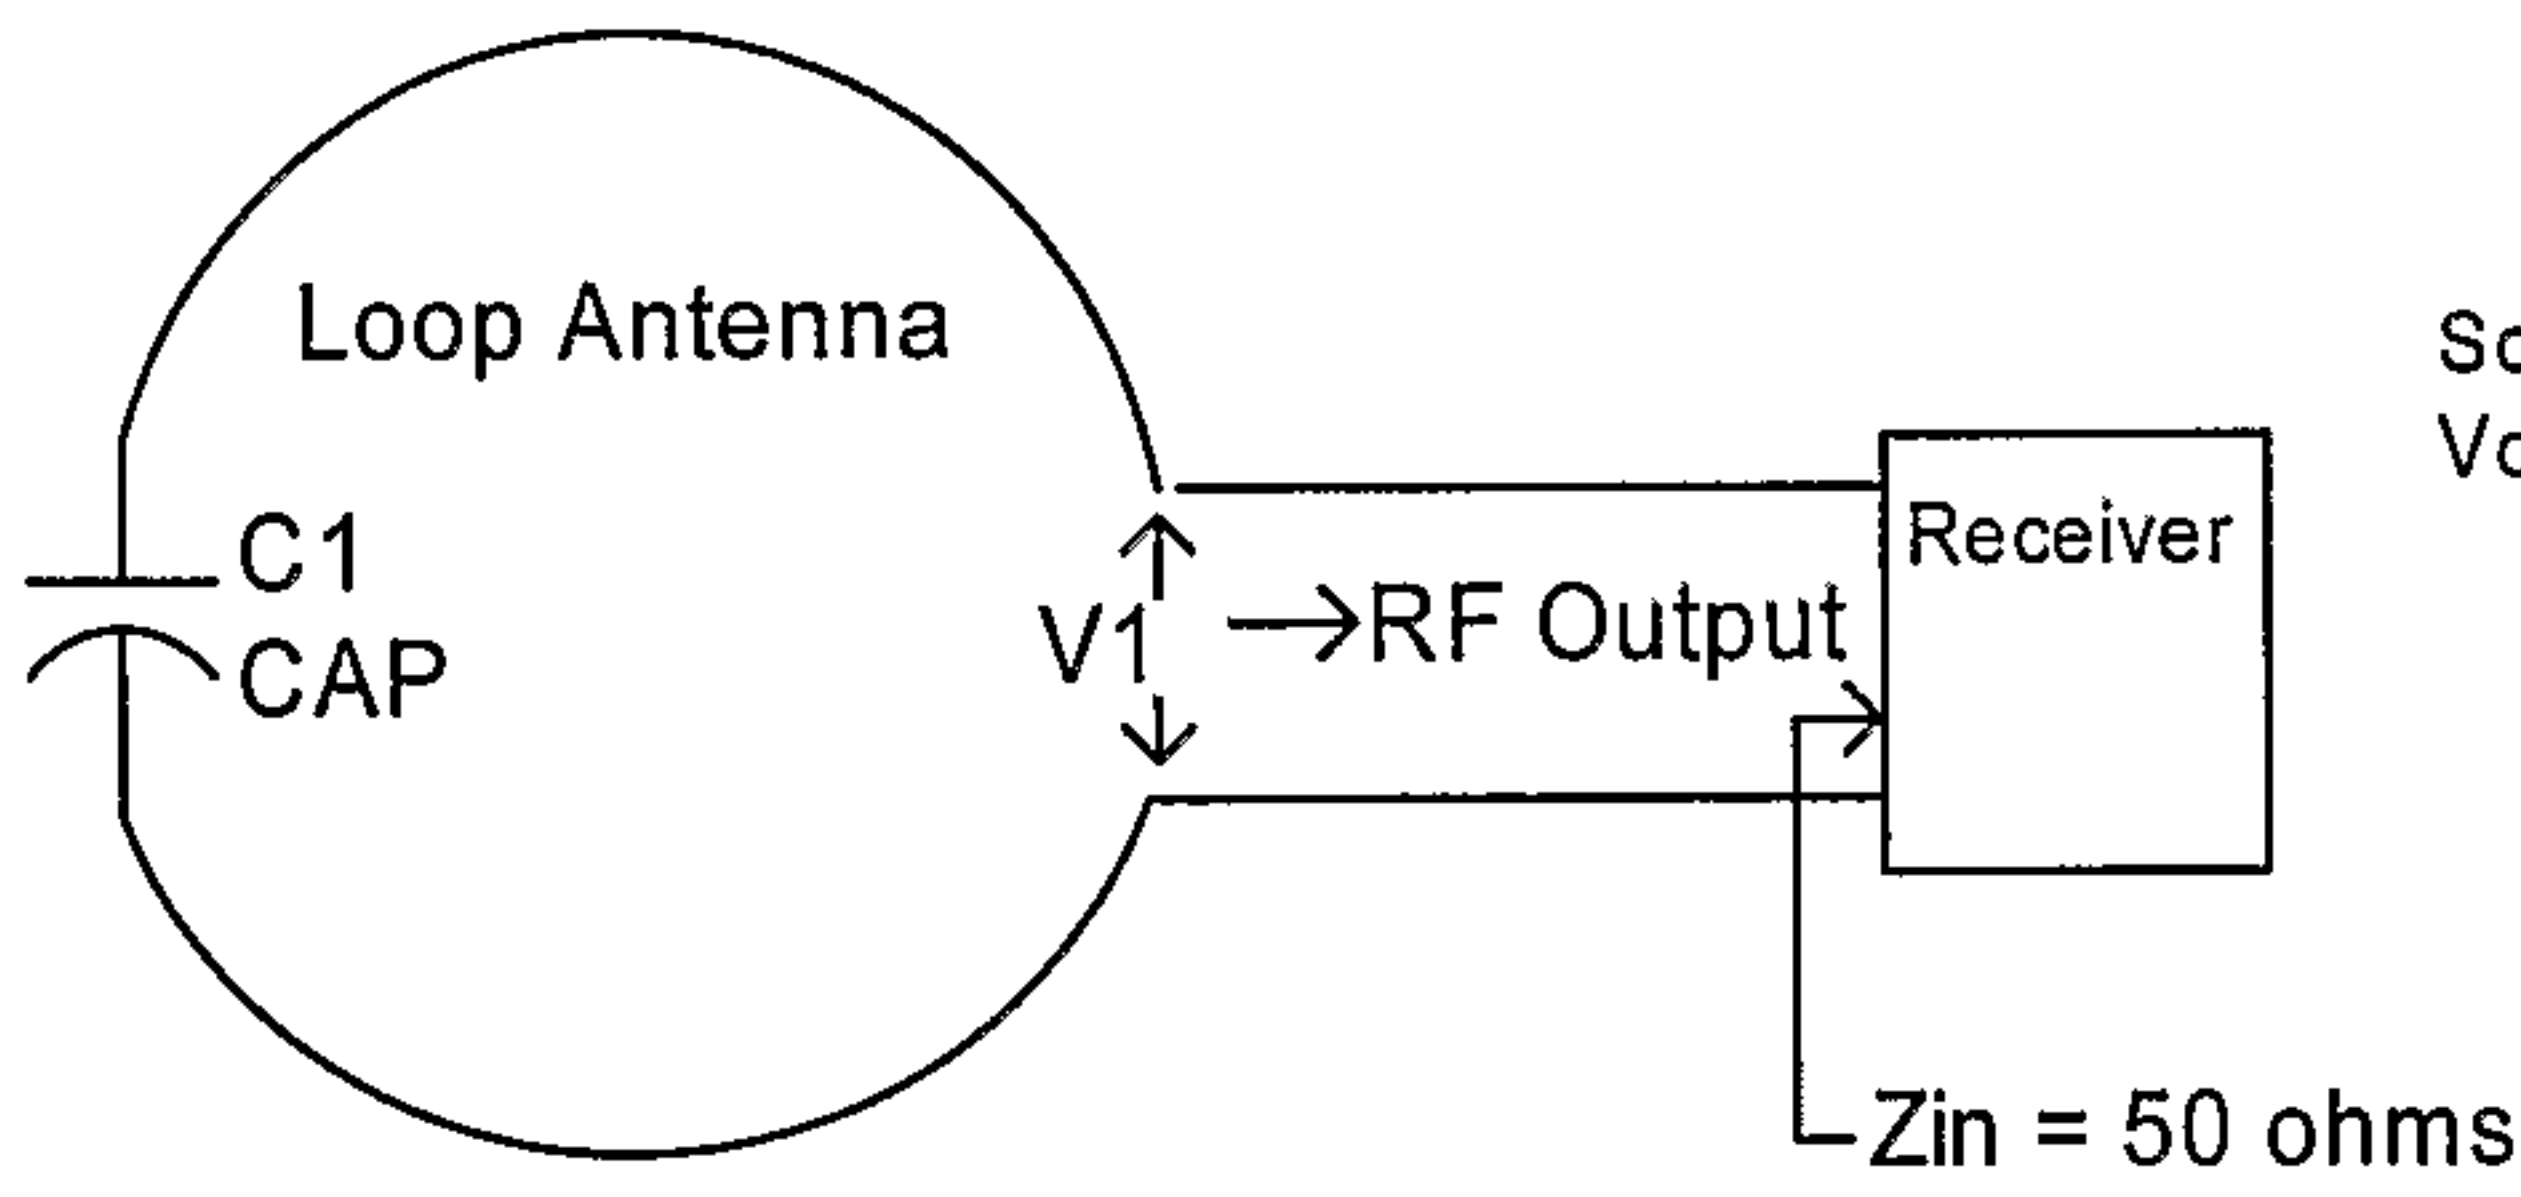 Loop Antenna
C1
CAP
V1
RF Output
Receiver
Zin = 50 ohms